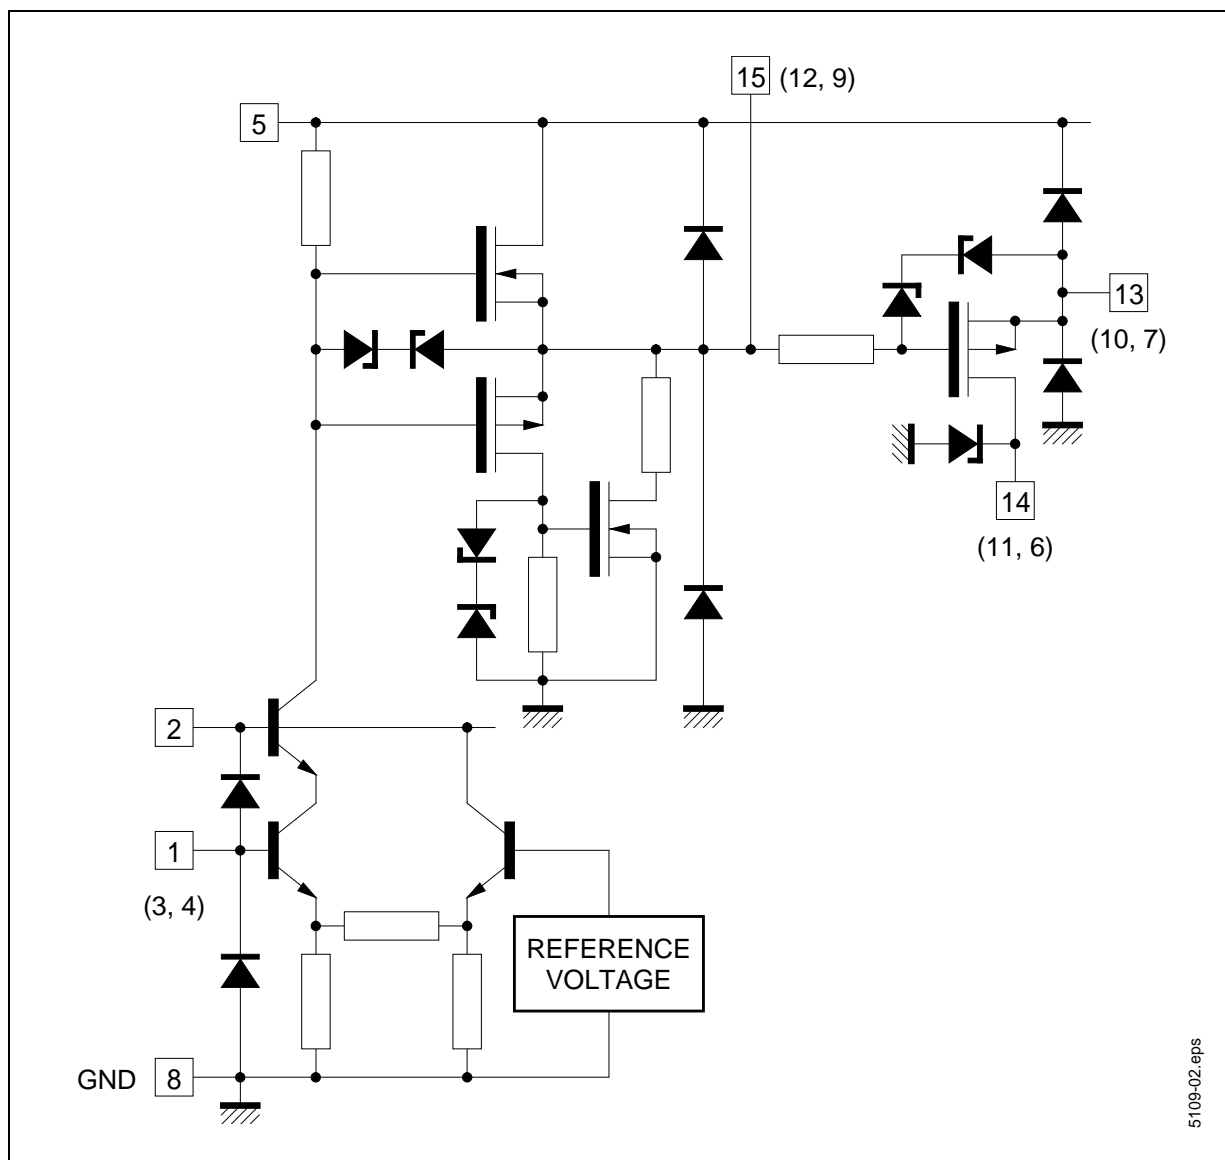 15 (12, 9)
5
13
(10, 7)
14
(11, 6)
2
1
(3, 4)
REFERENCE
VOLTAGE
GND 8
5109-02.eps